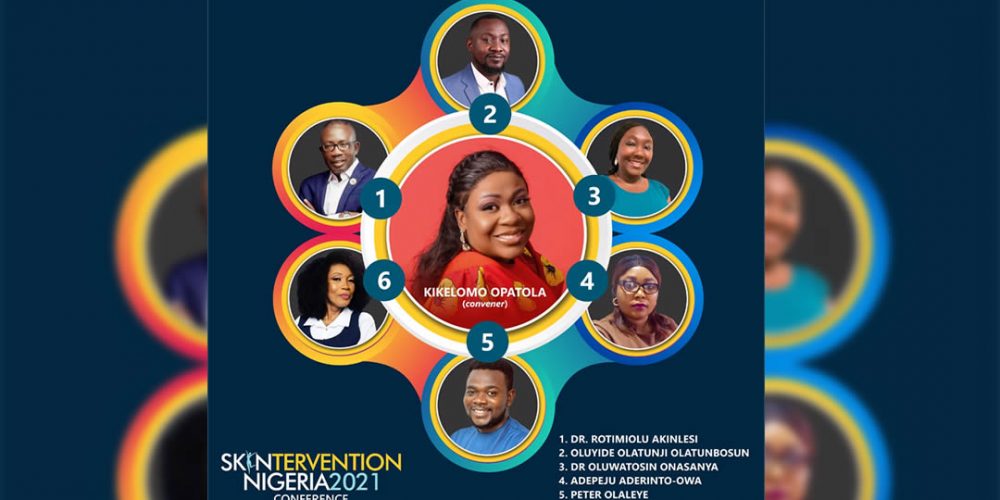 2
1
3
6
4
5
KIKELOMO OPATOLA
(convener)
SKINTERVENTION
NIGERIA2021
CONFERENCE
1. DR. ROTIMIOLU AKINLESI
2. OLUYIDE OLATUNJI OLATUNBOSUN
3. DR OLUWATOSIN ONASANYA
4. ADEPEJU ADERINTO-OWA
5. PETER OLALEYE